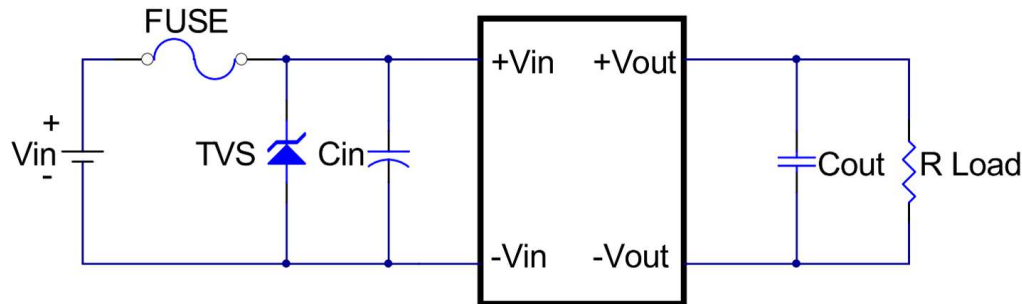 FUSE
+Vin +Vout
+
Vin
-
TVS Cin
Cout R Load
-Vin -Vout